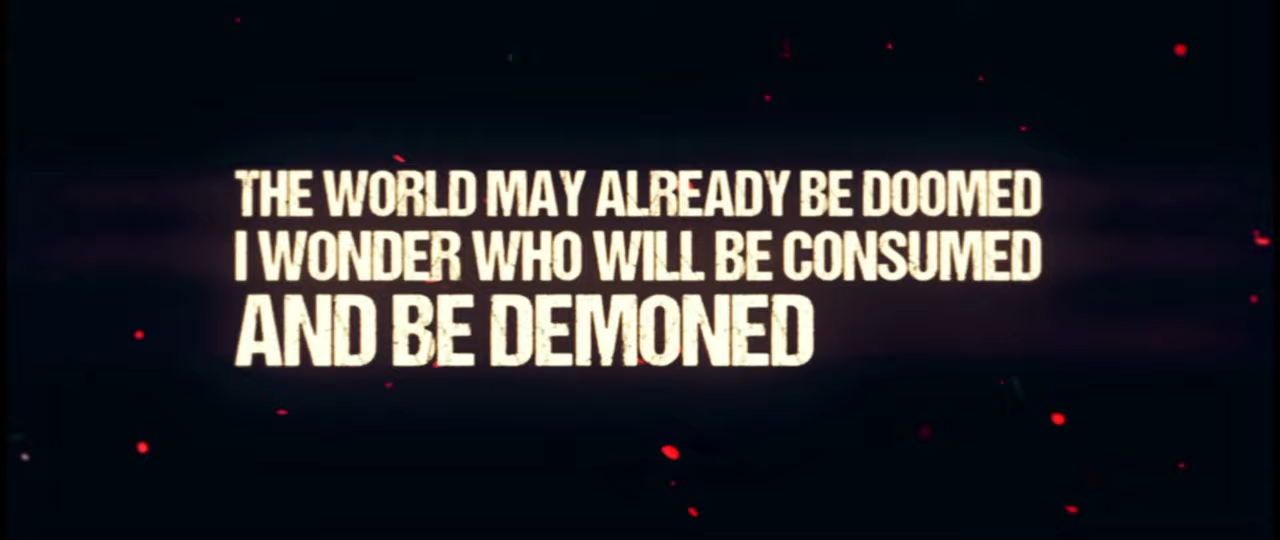 THE WORLD MAY ALREADY BE DOOMED
I WONDER WHO WILL BE CONSUMED
AND BE DEMONED